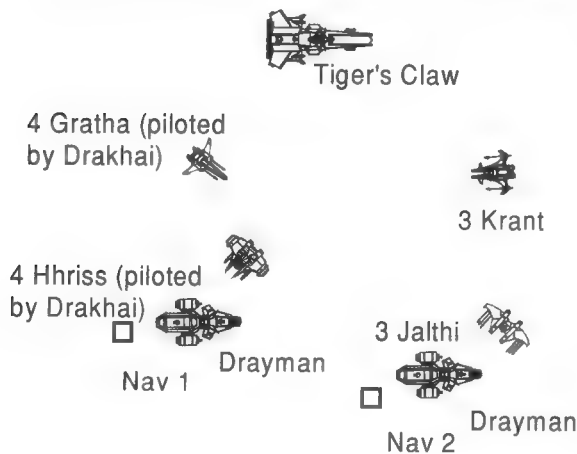 Tiger's Claw
4 Gratha (piloted
by Drakhai)
3 Krant
4 Hhriss (piloted
by Drakhai)
Drayman
Nav 1
3 Jalthi
Drayman
Nav 2